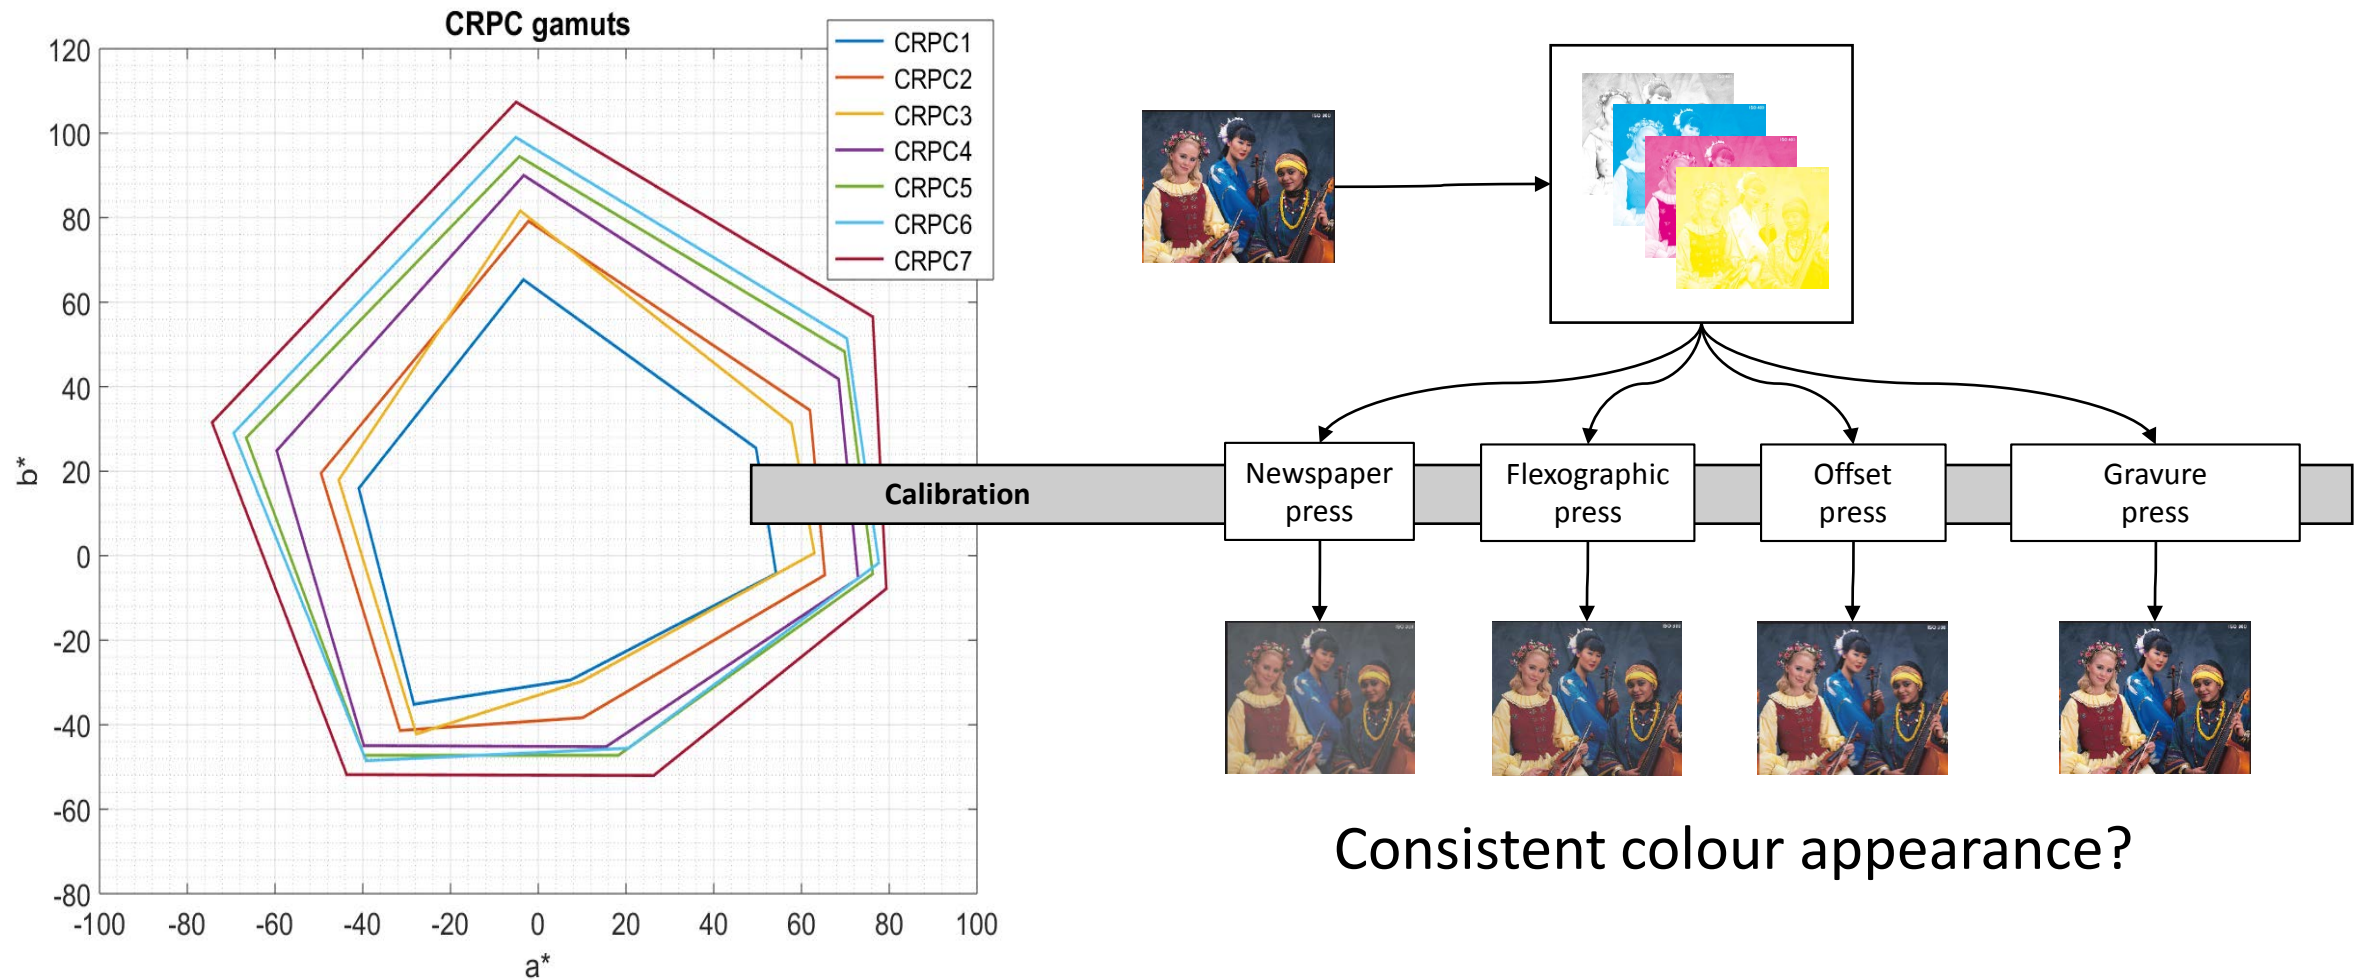 CRPC gamuts
120
100
80
60
40
20
0
-20
-40
-60
-80
b*
-100
-80
-60
-40
-20
0
20
40
60
80
100
a*
CRPC1
CRPC2
CRPC3
CRPC4
CRPC5
CRPC6
CRPC7
Calibration
Newspaper
press
Flexographic
press
Offset
press
Gravure
press
Consistent colour appearance?